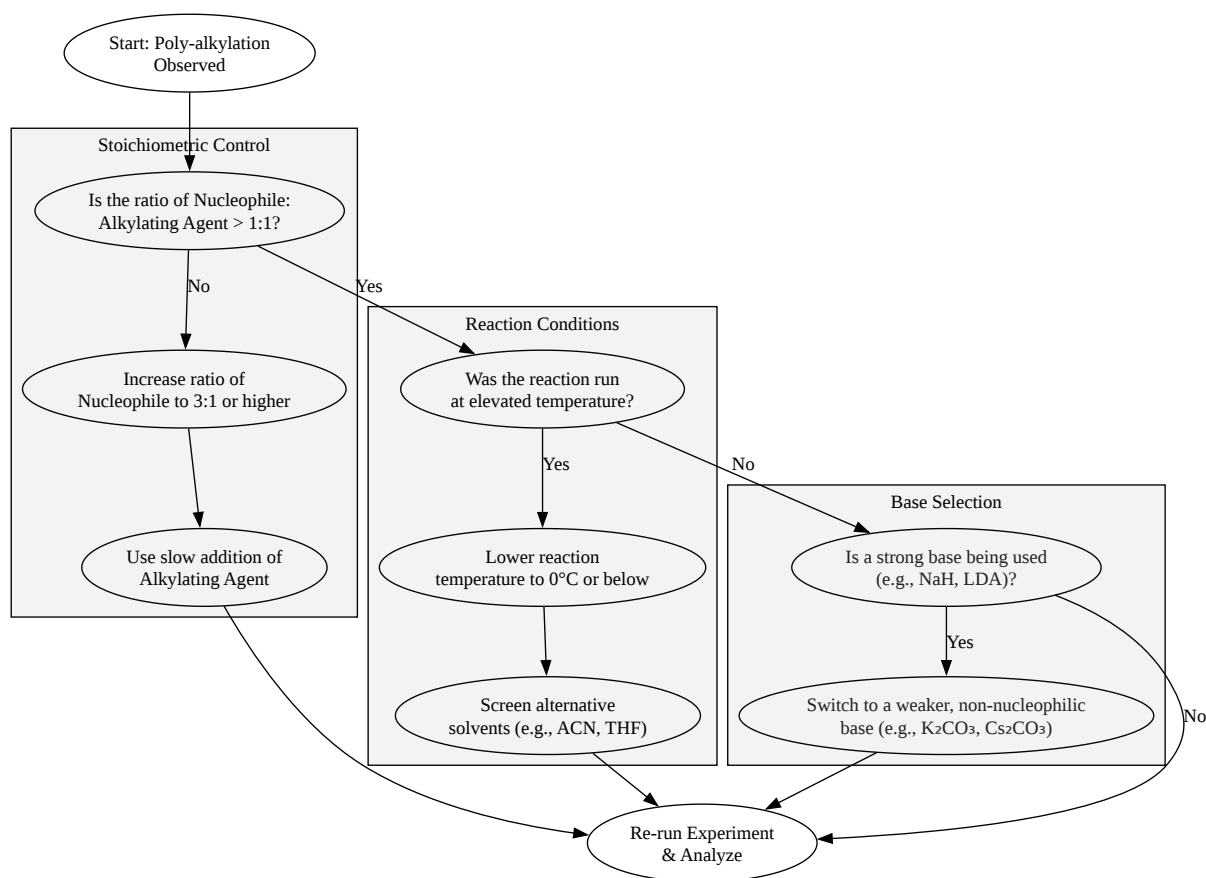 Start: Poly-alkylation
Observed
Stoichiometric Control
Is the ratio of Nucleophile:
Alkylating Agent > 1:1?
No
Yes
Increase ratio of
Nucleophile to 3:1 or higher
Use slow addition of
Alkylating Agent
Reaction Conditions
Was the reaction run
at elevated temperature?
Yes
No
Lower reaction
temperature to 0°C or below
Screen alternative
solvents (e.g., ACN, THF)
Base Selection
Is a strong base being used
(e.g., NaH, LDA)?
Yes
No
Switch to a weaker, non-nucleophilic
base (e.g., K₂CO₃, Cs₂CO₃)
Re-run Experiment
& Analyze